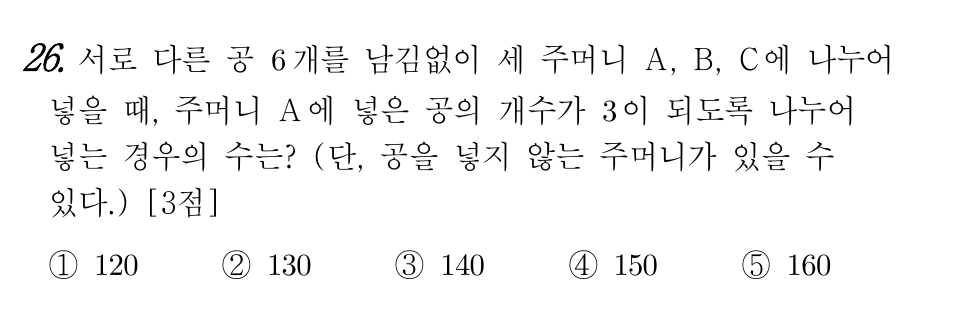 26. 서로 다른 공 6개를 남김없이 세 주머니 A, B, C에 나누어
넣을 때, 주머니 A에 넣은 공의 개수가 3이 되도록 나누어
넣는 경우의 수는? (단, 공을 넣지 않는 주머니가 있을 수
있다.) [3점]
① 120 ② 130 ③ 140 ④ 150 ⑤ 160